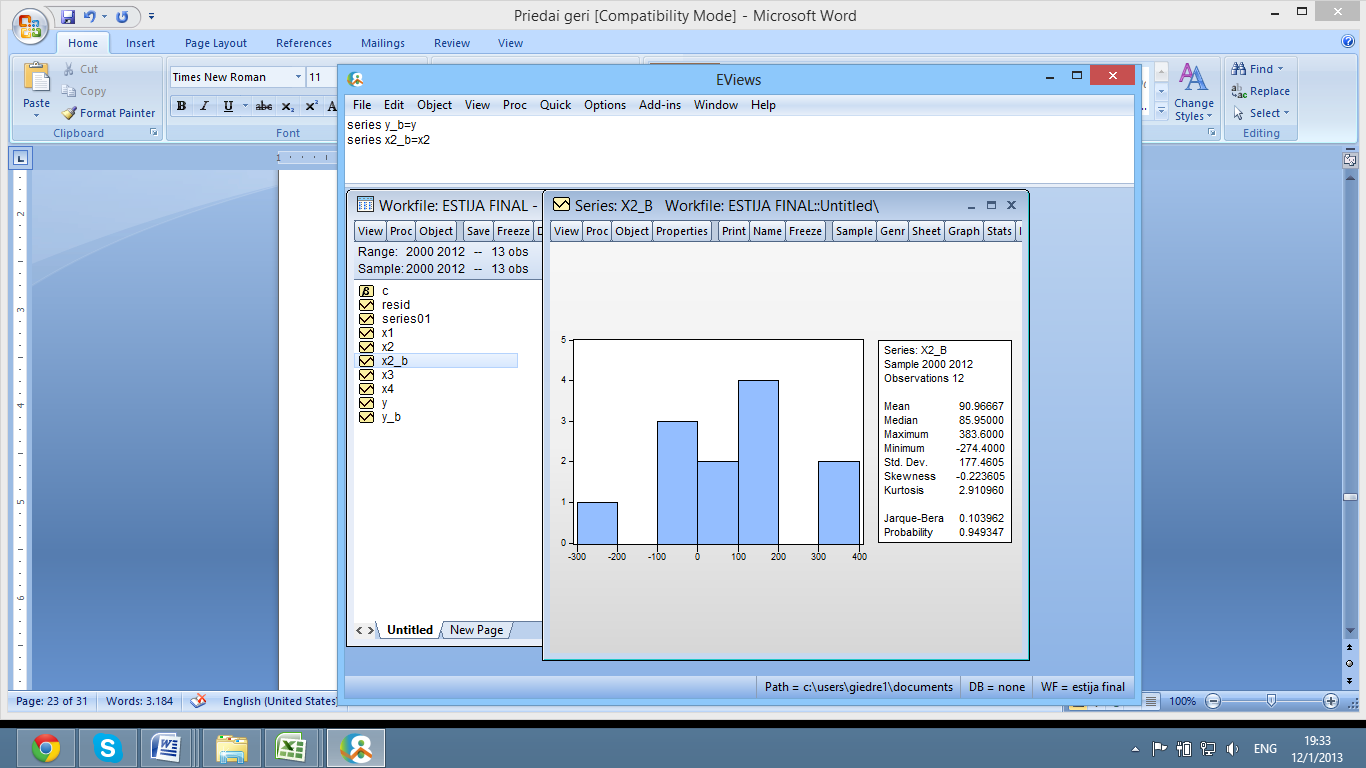 Priedai geri [Compatibility Mode] - Microsoft Word
Home Insert Page Layout References Mailings Review View
Paste
Cut
Copy
Format Painter
Clipboard
Times New Roman 11
B I U abc x₂ x² A
Font
Change Styles
Find
Replace
Select
Editing
EViews
File Edit Object View Proc Quick Options Add-ins Window Help
series y_b=y
series x2_b=x2
Workfile: ESTIJA FINAL -
View Proc Object Save Freeze
Range: 2000 2012 -- 13 obs
Sample: 2000 2012 -- 13 obs
β c
resid
series01
x1
x2
x2_b
x3
x4
y
y_b
< > Untitled New Page
Series: X2_B Workfile: ESTIJA FINAL::Untitled\
View Proc Object Properties Print Name Freeze Sample Genr Sheet Graph Stats
5
4
3
2
1
0
-300 -200 -100 0 100 200 300 400
Series: X2_B
Sample 2000 2012
Observations 12
Mean 90.96667
Median 85.95000
Maximum 383.6000
Minimum -274.4000
Std. Dev. 177.4605
Skewness -0.223605
Kurtosis 2.910960
Jarque-Bera 0.103962
Probability 0.949347
Path = c:\users\giedre1\documents DB = none WF = estija final
1
2
3
4
5
6
Page: 23 of 31 Words: 3.184 English (United States) 100%
ENG
19:33
12/1/2013